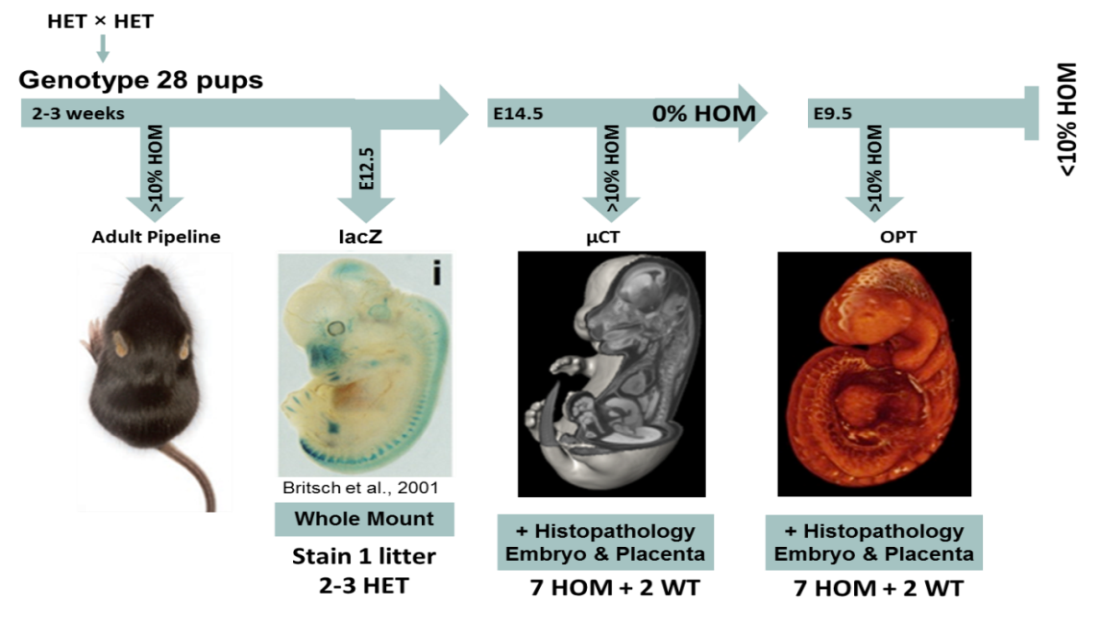 HET × HET
Genotype 28 pups
2-3 weeks
>10% HOM
E12.5
E14.5
0% HOM
>10% HOM
E9.5
>10% HOM
<10% HOM
Adult Pipeline
lacZ
µCT
OPT
i
Britsch et al., 2001
Whole Mount
Stain 1 litter
2-3 HET
+ Histopathology
Embryo & Placenta
7 HOM + 2 WT
+ Histopathology
Embryo & Placenta
7 HOM + 2 WT